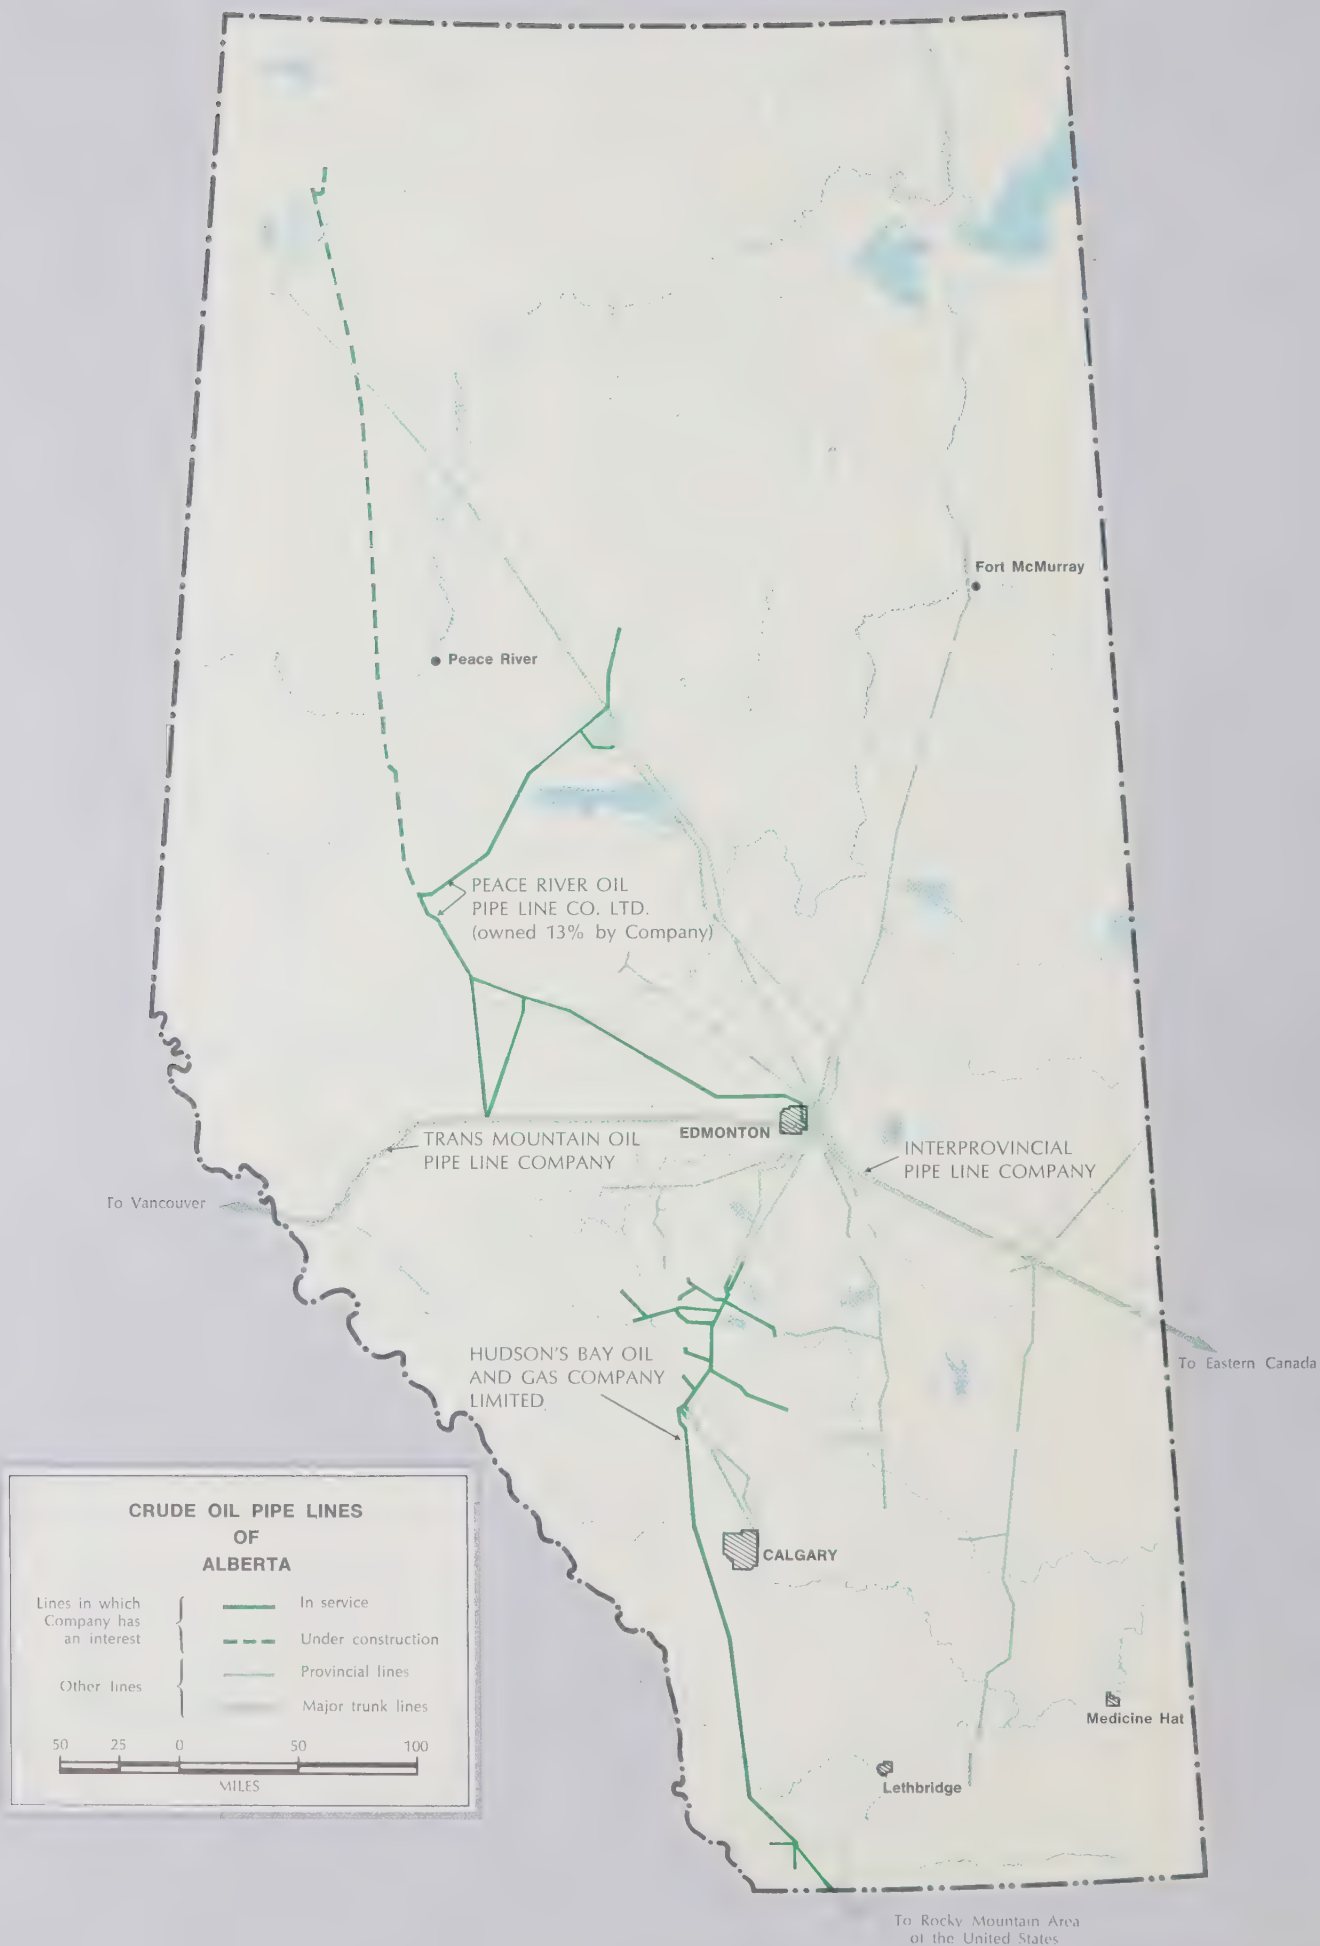 Fort McMurray
Peace River
PEACE RIVER OIL
PIPE LINE CO. LTD.
(owned 13% by Company)
EDMONTON
TRANS MOUNTAIN OIL
PIPE LINE COMPANY
INTERPROVINCIAL
PIPE LINE COMPANY
To Vancouver
HUDSON'S BAY OIL
AND GAS COMPANY
LIMITED
To Eastern Canada
CALGARY
Medicine Hat
Lethbridge
To Rocky Mountain Area
of the United States
CRUDE OIL PIPE LINES
OF
ALBERTA
Lines in which
Company has
an interest
In service
Under construction
Other lines
Provincial lines
Major trunk lines
50 25 0 50 100
MILES